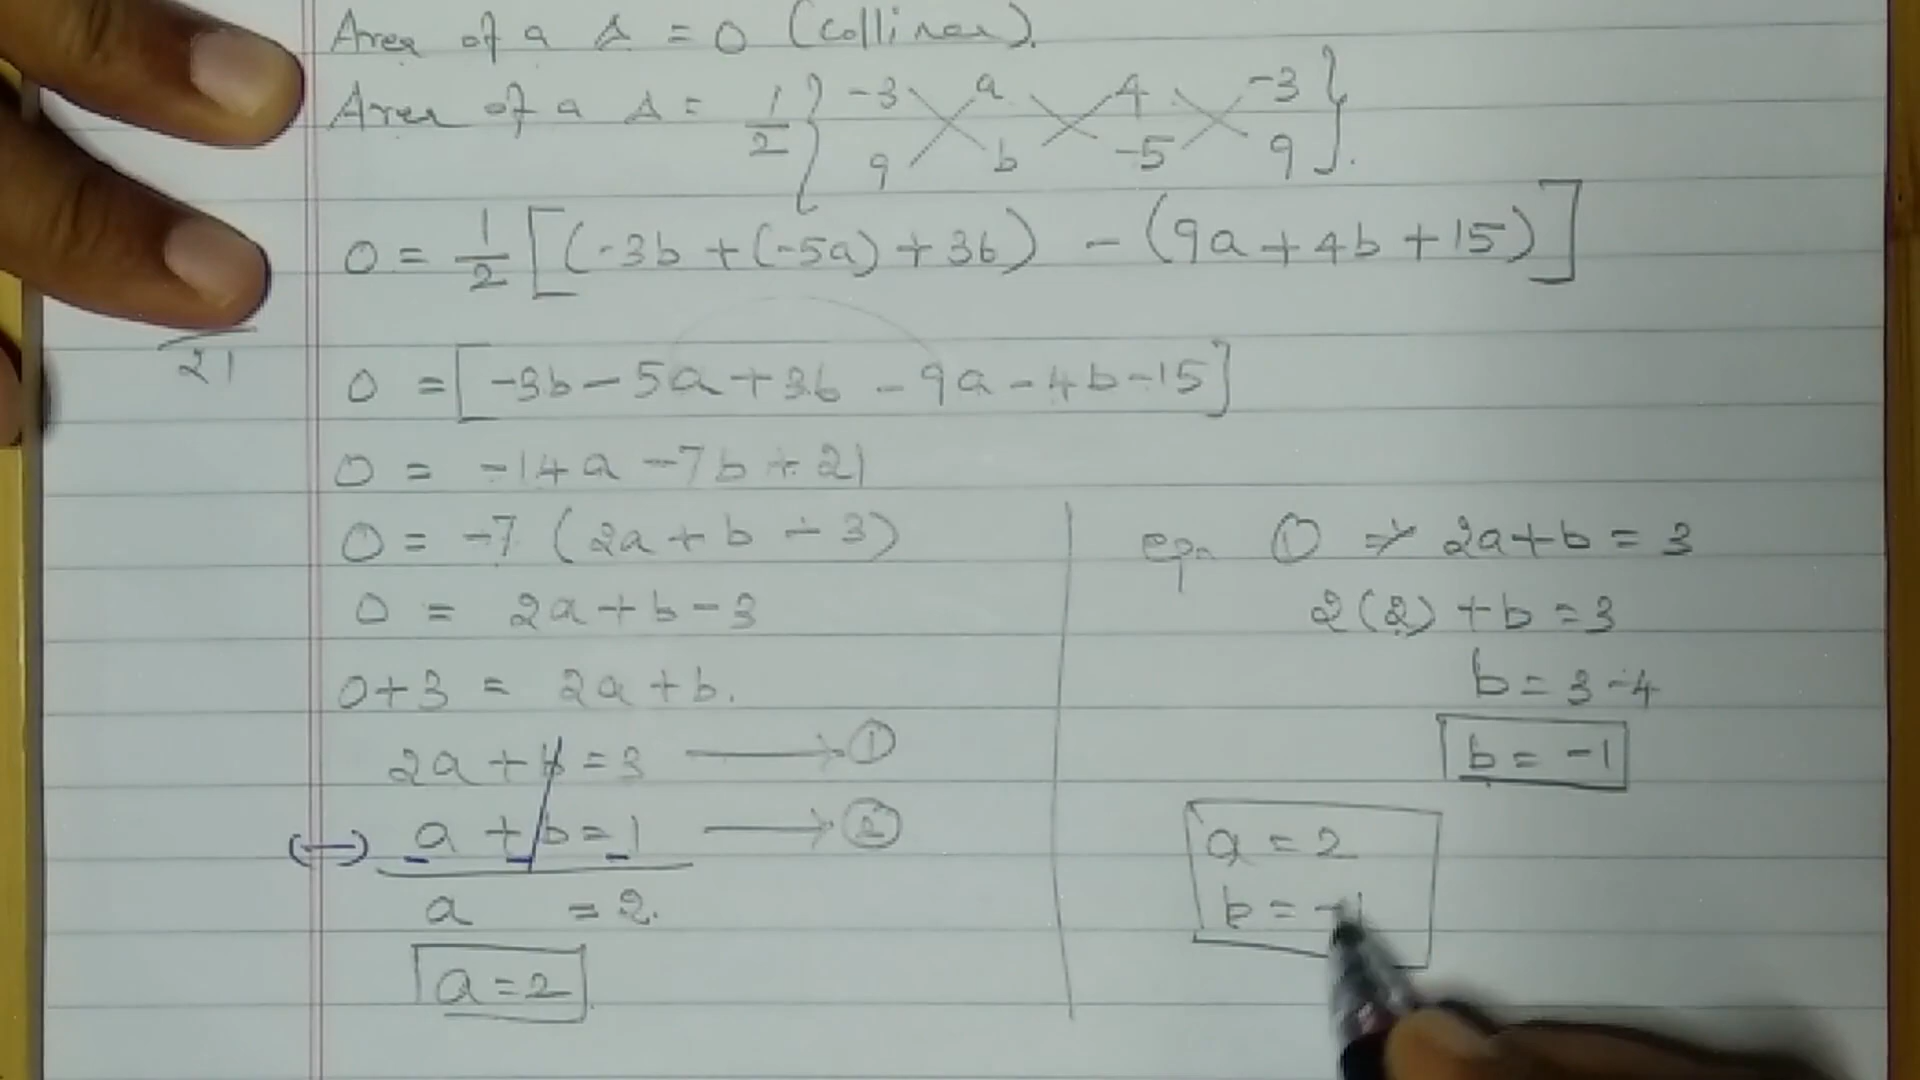 Area of a Δ = 0 (Collinear).
Area of a Δ = 1/2 { -3 a 4 -3
9 b -5 9 }.
0 = 1/2 [(-3b + (-5a) + 36) - (9a + 4b + 15)]
21
0 = [-3b - 5a + 36 - 9a - 4b - 15]
0 = -14a - 7b + 21
0 = -7 (2a + b - 3)
0 = 2a + b - 3
0 + 3 = 2a + b.
2a + b = 3 → ①
(-) a + b = 1 → ②
a = 2.
a = 2
eqn ① ⇒ 2a + b = 3
2(2) + b = 3
b = 3 - 4
b = -1
a = 2
b = -1